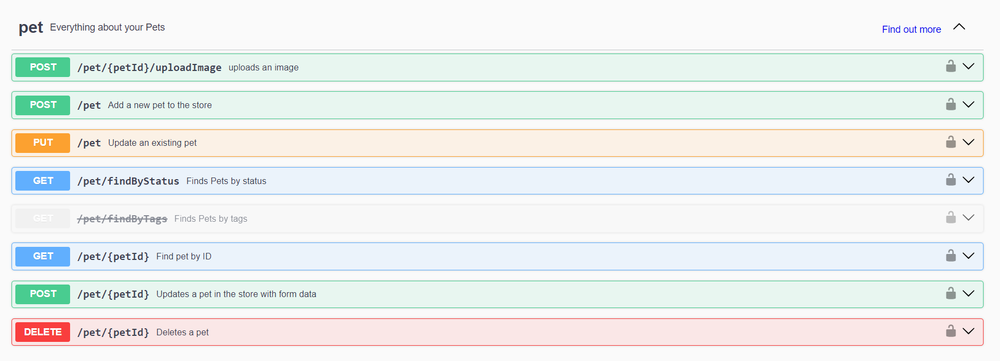 pet Everything about your Pets Find out more
POST /pet/{petId}/uploadImage uploads an image
POST /pet Add a new pet to the store
PUT /pet Update an existing pet
GET /pet/findByStatus Finds Pets by status
GET /pet/findByTags Finds Pets by tags
GET /pet/{petId} Find pet by ID
POST /pet/{petId} Updates a pet in the store with form data
DELETE /pet/{petId} Deletes a pet